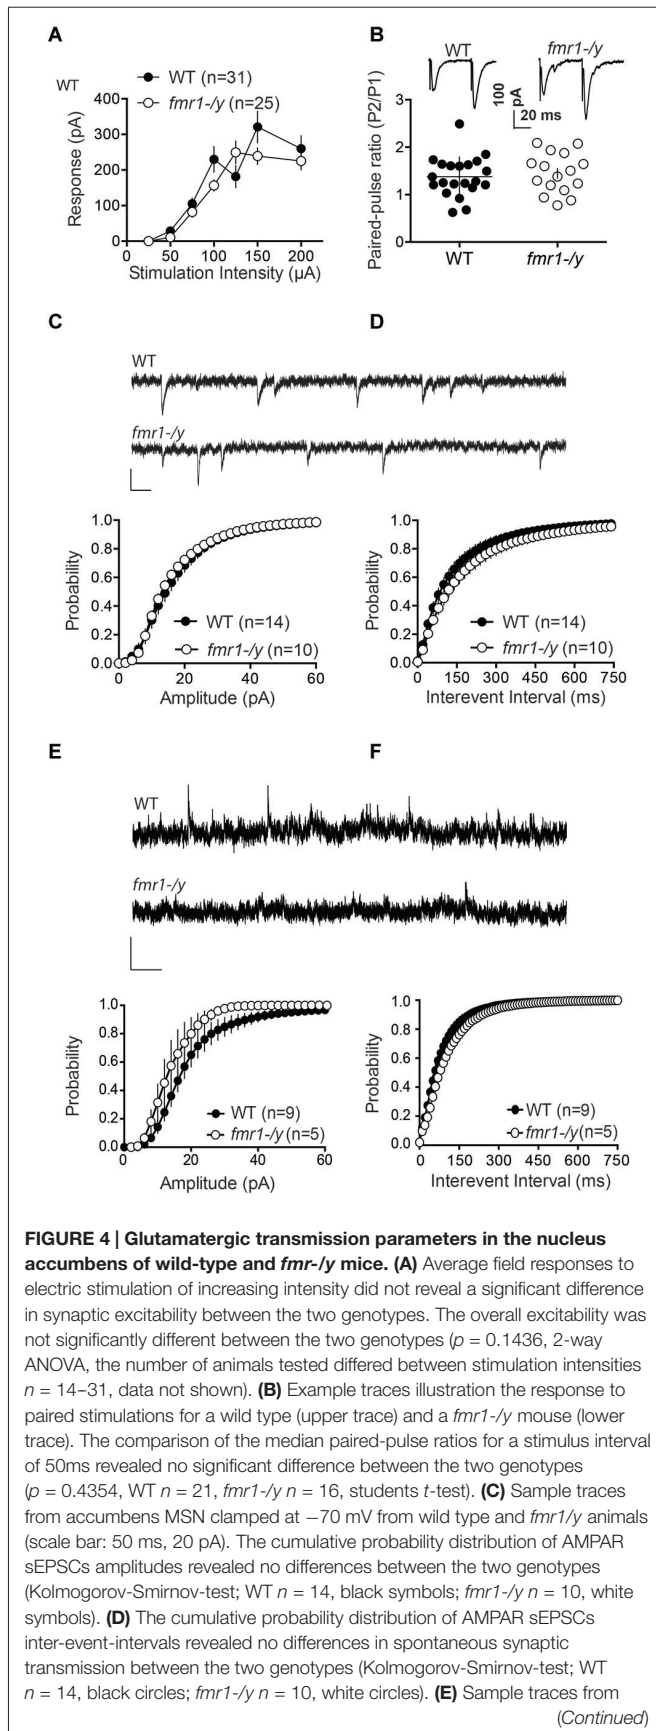 A
WT
WT (n=31)
fmr1-/y (n=25)
400
300
200
100
0
Response (pA)
0 50 100 150 200
Stimulation Intensity (µA)
B
WT
fmr1-/y
100 pA
20 ms
3
2
1
0
Paired-pulse ratio (P2/P1)
WT
fmr1-/y
C
D
WT
fmr1-/y
1.0
0.8
0.6
0.4
0.2
0.0
Probability
WT (n=14)
fmr1-/y (n=10)
0 20 40 60
Amplitude (pA)
1.0
0.8
0.6
0.4
0.2
0.0
Probability
WT (n=14)
fmr1-/y (n=10)
0 150 300 450 600 750
Interevent Interval (ms)
E
F
WT
fmr1-/y
1.0
0.8
0.6
0.4
0.2
0.0
Probability
WT (n=9)
fmr1-/y (n=5)
0 20 40 60
Amplitude (pA)
1.0
0.8
0.6
0.4
0.2
0.0
Probability
WT (n=9)
fmr1-/y (n=5)
0 150 300 450 600 750
Interevent Interval (ms)
FIGURE 4 | Glutamatergic transmission parameters in the nucleus
accumbens of wild-type and fmr-/y mice. (A) Average field responses to
electric stimulation of increasing intensity did not reveal a significant difference
in synaptic excitability between the two genotypes. The overall excitability was
not significantly different between the two genotypes (p = 0.1436, 2-way
ANOVA, the number of animals tested differed between stimulation intensities
n = 14–31, data not shown). (B) Example traces illustration the response to
paired stimulations for a wild type (upper trace) and a fmr1-/y mouse (lower
trace). The comparison of the median paired-pulse ratios for a stimulus interval
of 50ms revealed no significant difference between the two genotypes
(p = 0.4354, WT n = 21, fmr1-/y n = 16, students t-test). (C) Sample traces
from accumbens MSN clamped at −70 mV from wild type and fmr1/y animals
(scale bar: 50 ms, 20 pA). The cumulative probability distribution of AMPAR
sEPSCs amplitudes revealed no differences between the two genotypes
(Kolmogorov-Smirnov-test; WT n = 14, black symbols; fmr1-/y n = 10, white
symbols). (D) The cumulative probability distribution of AMPAR sEPSCs
inter-event-intervals revealed no differences in spontaneous synaptic
transmission between the two genotypes (Kolmogorov-Smirnov-test; WT
n = 14, black circles; fmr1-/y n = 10, white circles). (E) Sample traces from
(Continued)